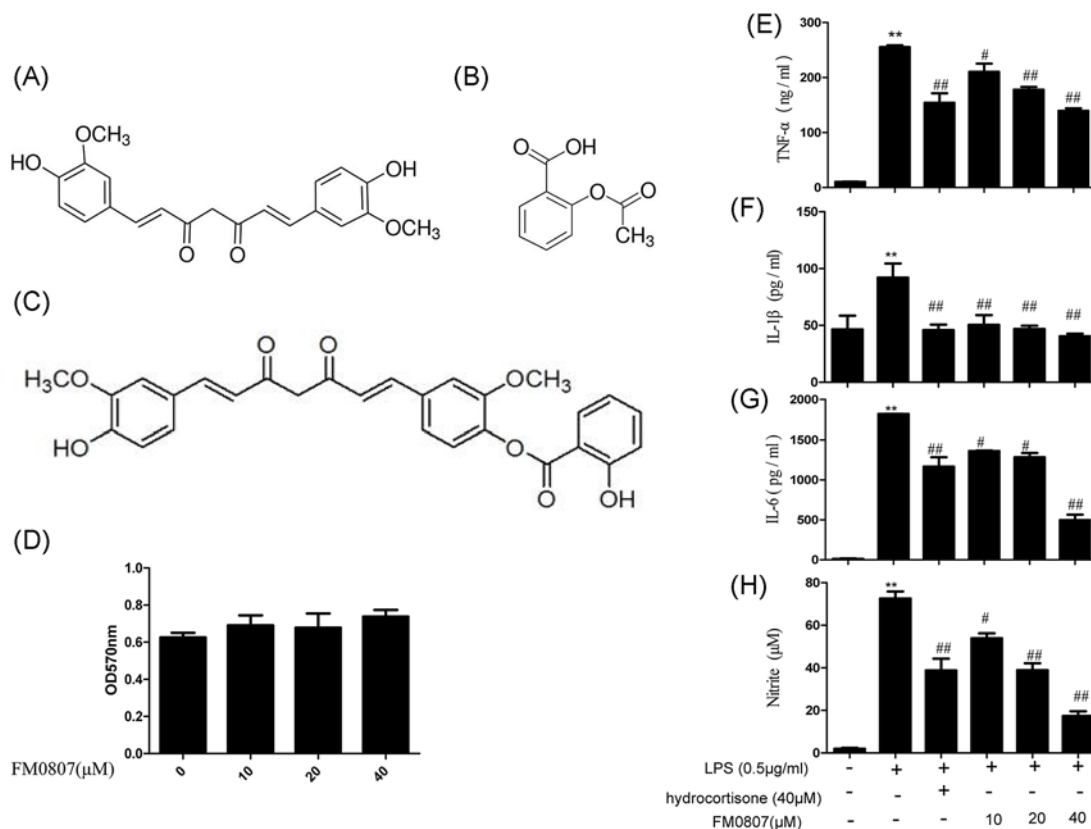 (A)
OCH₃
HO
OH
OCH₃
O
O
(B)
O
OH
O
O
CH₃
(C)
O
O
H₃CO
OCH₃
HO
O
O
OH
(D)
OD570nm
1.0
0.8
0.6
0.4
0.2
0.0
FM0807(μM)
0
10
20
40
(E)
TNF-α (ng/ml)
300
200
100
0
**
##
#
##
##
(F)
IL-1β (pg/ml)
150
100
50
0
**
##
##
##
##
(G)
IL-6 (pg/ml)
2000
1500
1000
500
0
**
##
#
#
##
(H)
Nitrite (μM)
80
60
40
20
0
**
##
#
##
##
LPS (0.5μg/ml) - + + + + +
hydrocortisone (40μM) - - + - - -
FM0807(μM) - - - 10 20 40